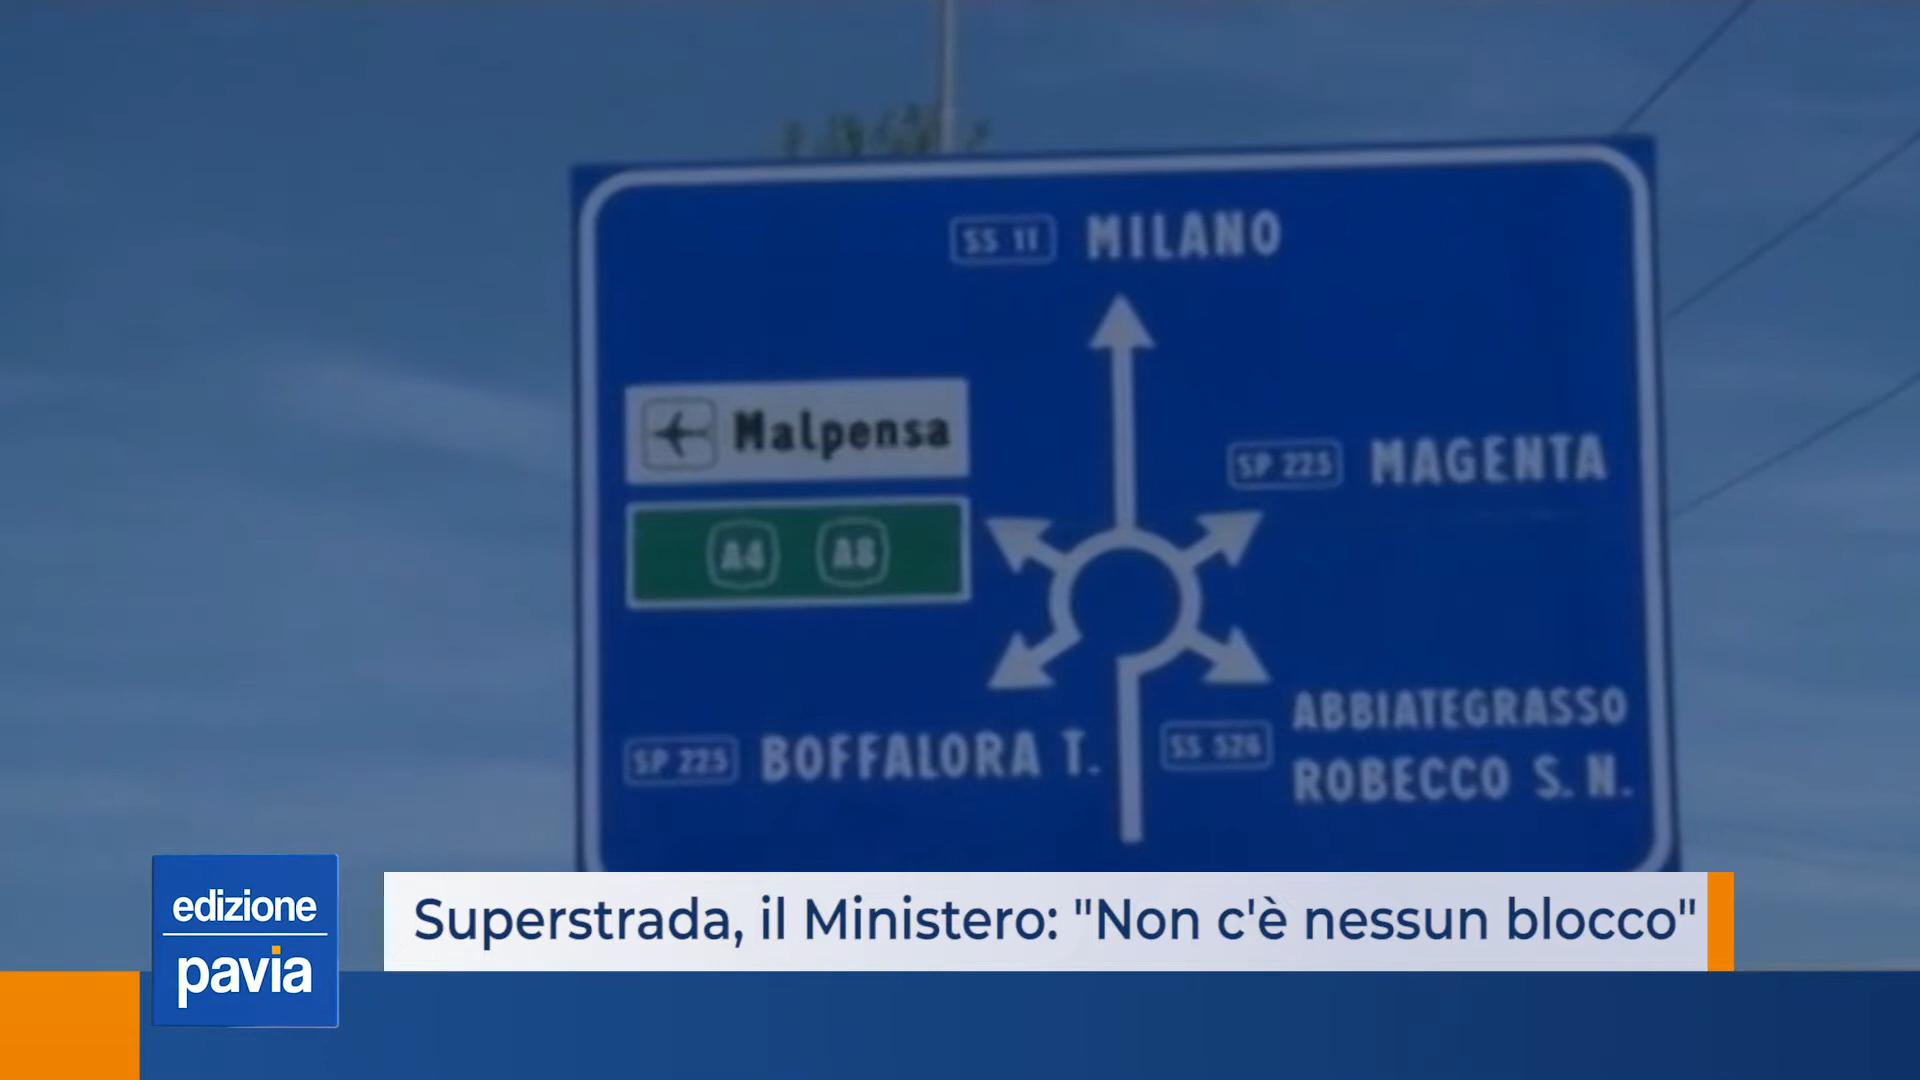 SS 11 MILANO
Malpensa
SP 225 MAGENTA
A4 A8
ABBIATEGRASSO
SS 526
ROBECCO S. N.
SP 225 BOFFALORA T.
edizione
pavia
Superstrada, il Ministero: "Non c'è nessun blocco"